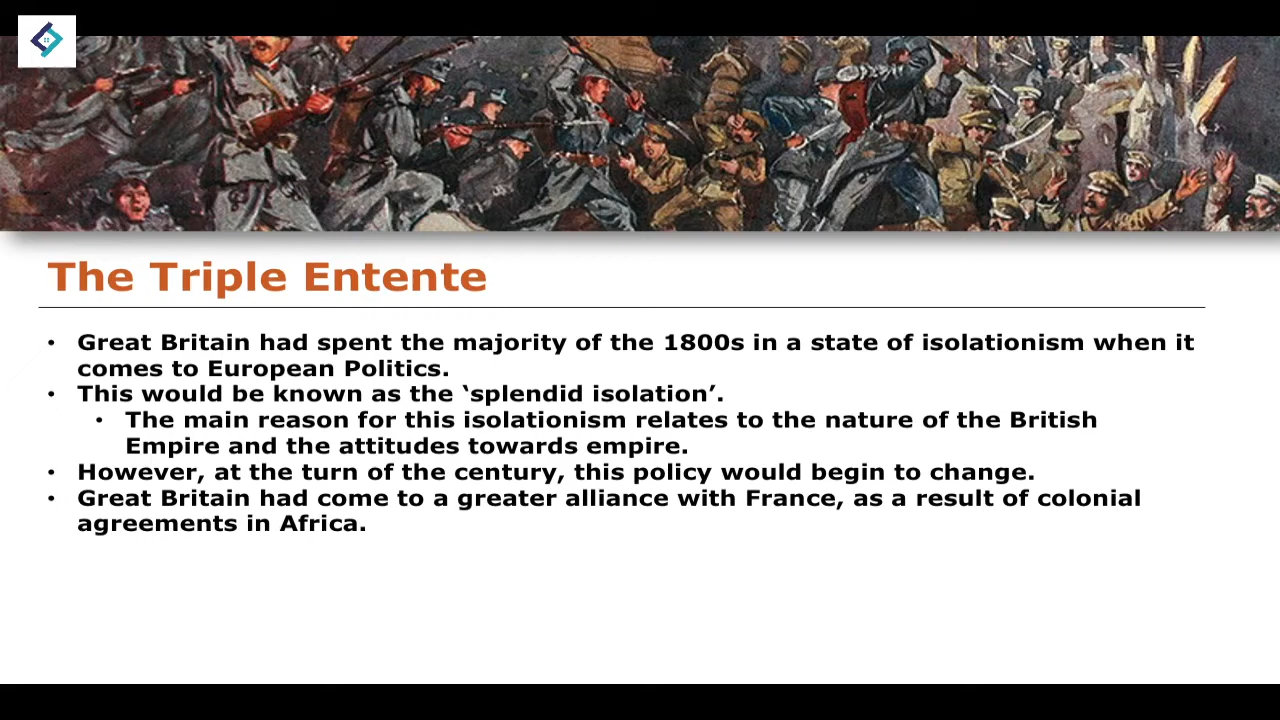 The Triple Entente
• Great Britain had spent the majority of the 1800s in a state of isolationism when it
comes to European Politics.
• This would be known as the ‘splendid isolation’.
• The main reason for this isolationism relates to the nature of the British
Empire and the attitudes towards empire.
• However, at the turn of the century, this policy would begin to change.
• Great Britain had come to a greater alliance with France, as a result of colonial
agreements in Africa.